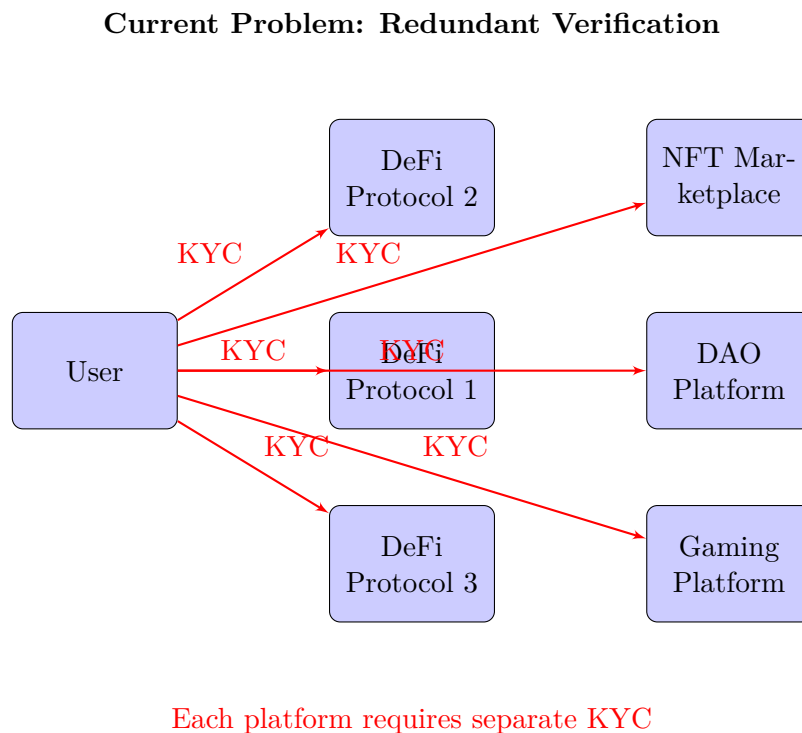 Current Problem: Redundant Verification
DeFi
Protocol 2
NFT Mar-
ketplace
KYC
KYC
User
KYC
KYC
DeFi
Protocol 1
DAO
Platform
KYC
KYC
DeFi
Protocol 3
Gaming
Platform
Each platform requires separate KYC